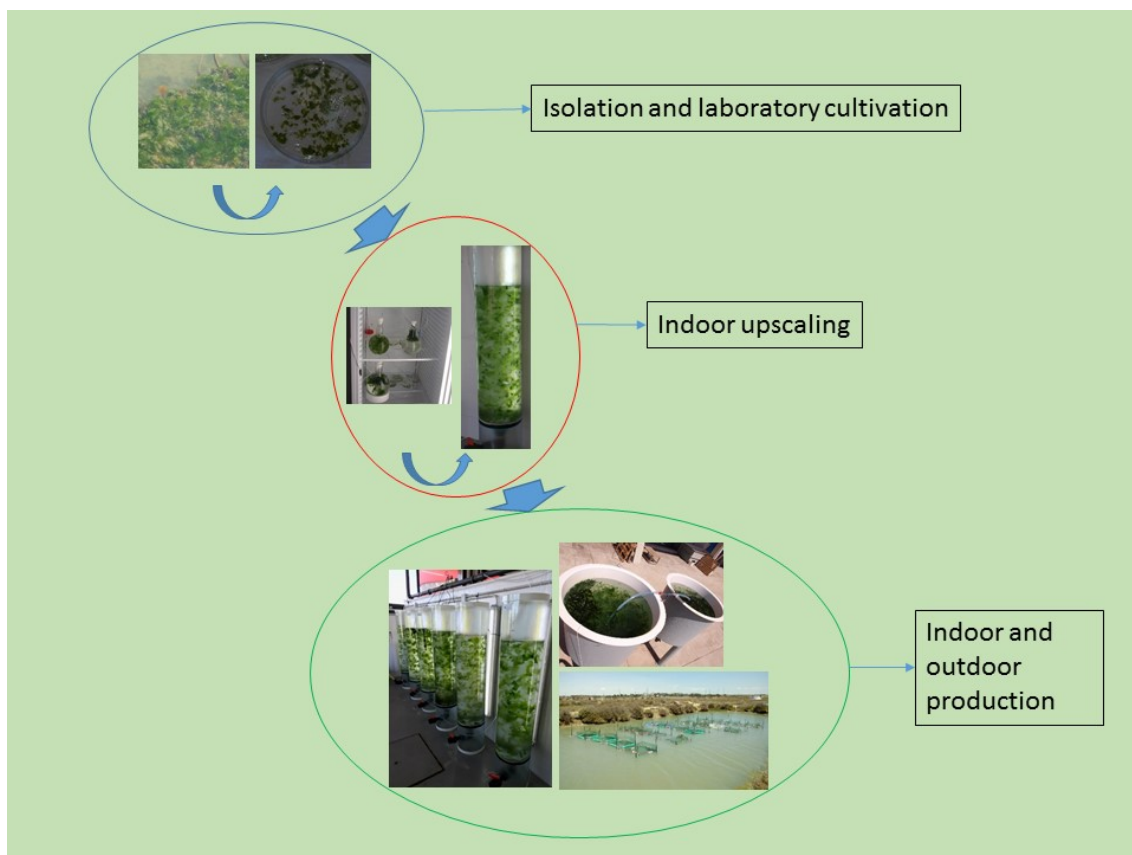 Isolation and laboratory cultivation
Indoor upscaling
Indoor and
outdoor
production